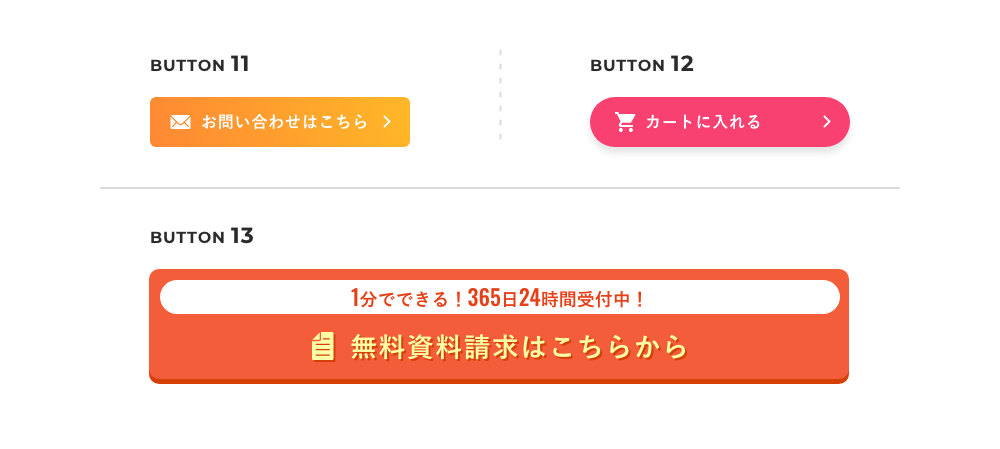 BUTTON 11
お問い合わせはこちら
BUTTON 12
カートに入れる
BUTTON 13
1分でできる！365日24時間受付中！
無料資料請求はこちらから